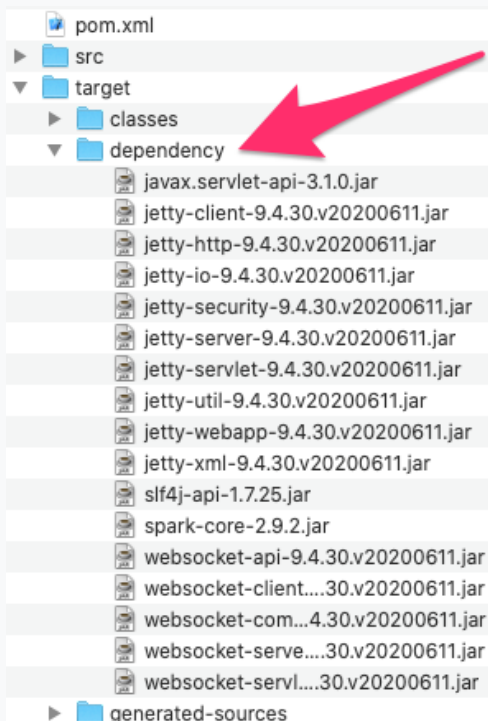 pom.xml
src
target
classes
dependency
javax.servlet-api-3.1.0.jar
jetty-client-9.4.30.v20200611.jar
jetty-http-9.4.30.v20200611.jar
jetty-io-9.4.30.v20200611.jar
jetty-security-9.4.30.v20200611.jar
jetty-server-9.4.30.v20200611.jar
jetty-servlet-9.4.30.v20200611.jar
jetty-util-9.4.30.v20200611.jar
jetty-webapp-9.4.30.v20200611.jar
jetty-xml-9.4.30.v20200611.jar
slf4j-api-1.7.25.jar
spark-core-2.9.2.jar
websocket-api-9.4.30.v20200611.jar
websocket-client....30.v20200611.jar
websocket-com...4.30.v20200611.jar
websocket-serve....30.v20200611.jar
websocket-servl....30.v20200611.jar
generated-sources